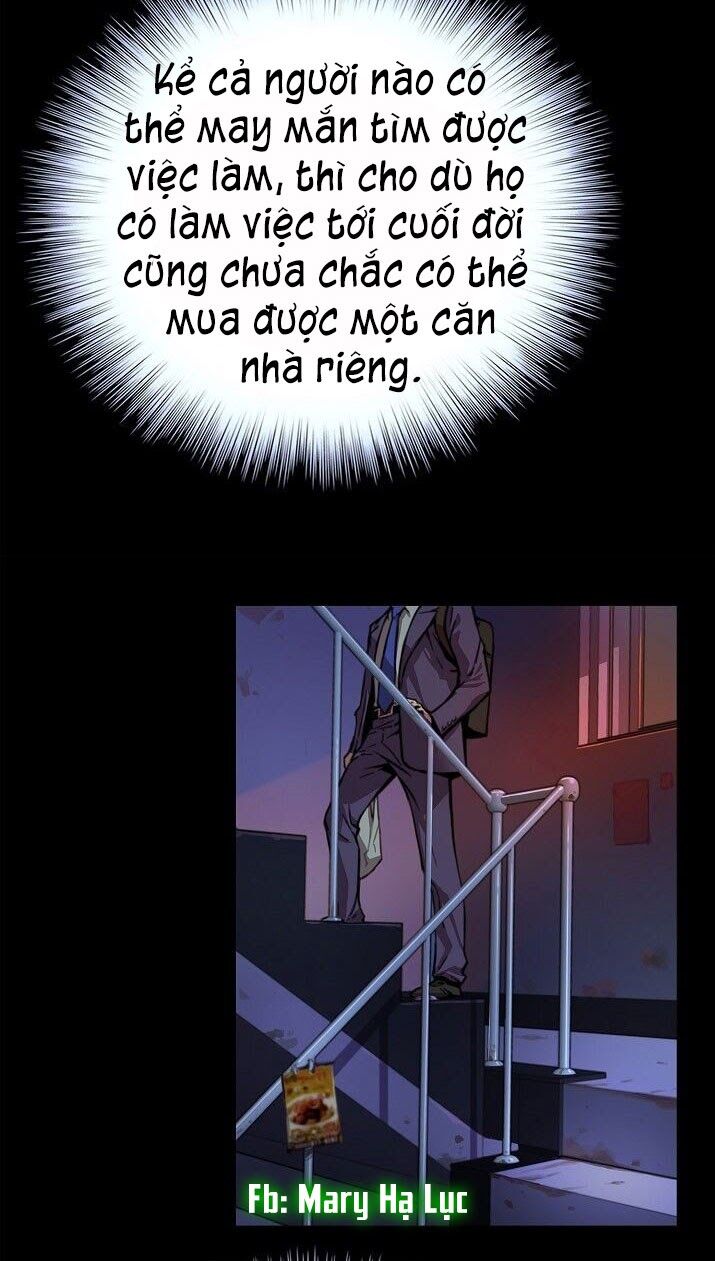 Kể cả người nào có
thể may mắn tìm được
việc làm, thì cho dù họ
có làm việc tới cuối đời
cũng chưa chắc có thể
mua được một căn
nhà riêng.
Fb: Mary Hạ Lục